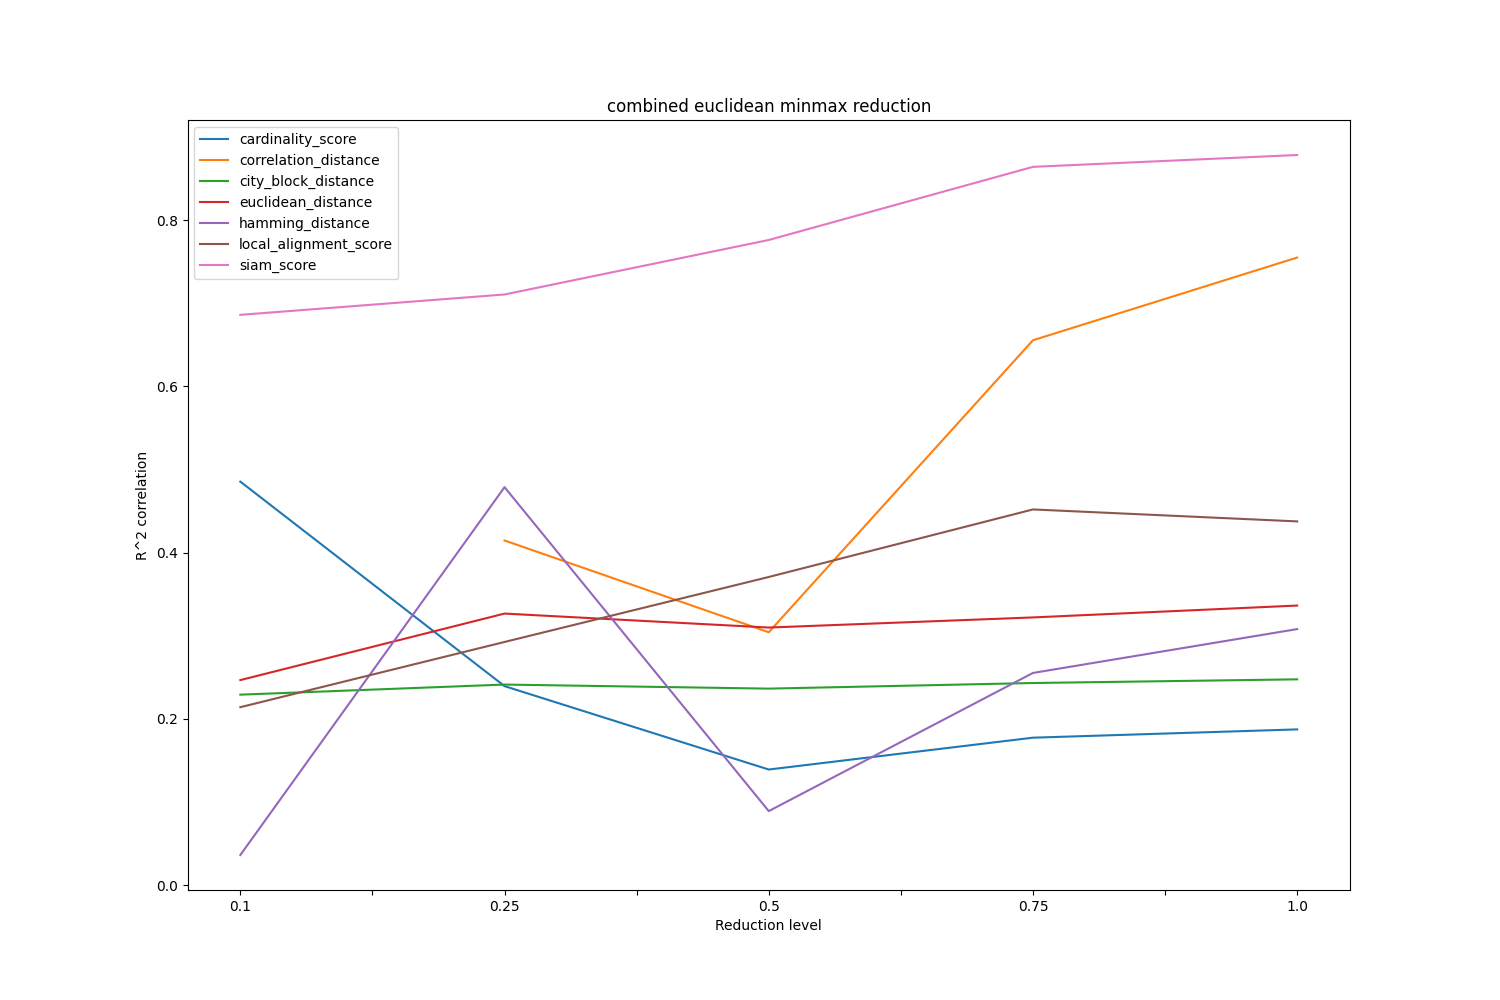 combined euclidean minmax reduction
cardinality_score
correlation_distance
city_block_distance
euclidean_distance
hamming_distance
local_alignment_score
siam_score
0.8
0.6
0.4
0.2
0.0
R^2 correlation
0.1 0.25 0.5 0.75 1.0
Reduction level